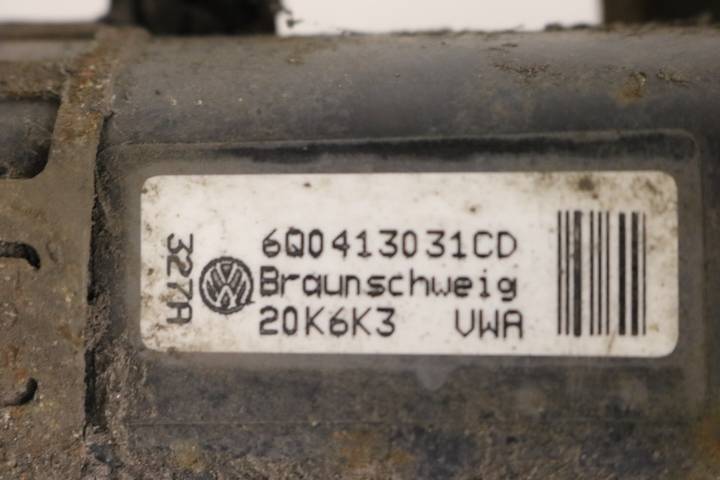 6Q0413031CD
Braunschweig
20K6K3 VWA
327A